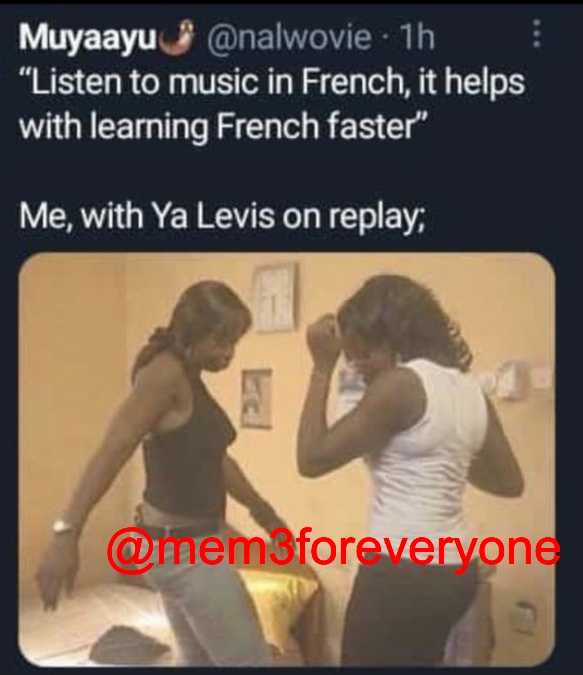 Muyaayu @nalwovie · 1h
“Listen to music in French, it helps
with learning French faster”
Me, with Ya Levis on replay;
@mem3foreveryone